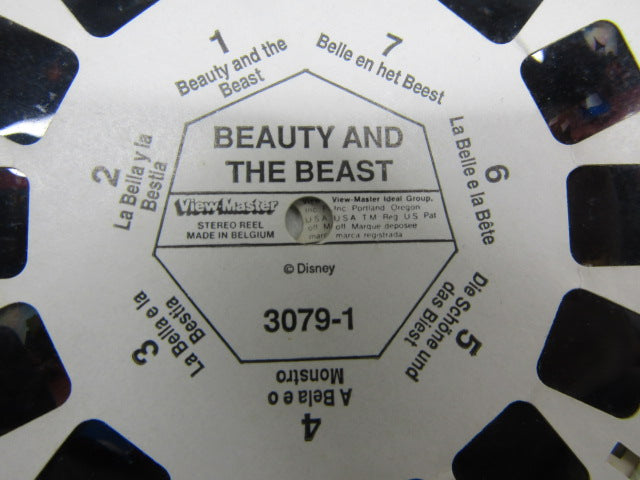 1
Beauty and the
Beast
7
Belle en het Beest
2
La Bella y la
Bestia
6
La Belle e la Bête
BEAUTY AND
THE BEAST
View-Master
STEREO REEL
MADE IN BELGIUM
View-Master Ideal Group,
Inc. Portland Oregon
U S A T M Reg U S Pat
off Marque deposee
marca registrada
© Disney
3079-1
3
La Bella e la
Bestia
4
A Bela e o
Monstro
5
Die Schöne und
das Biest